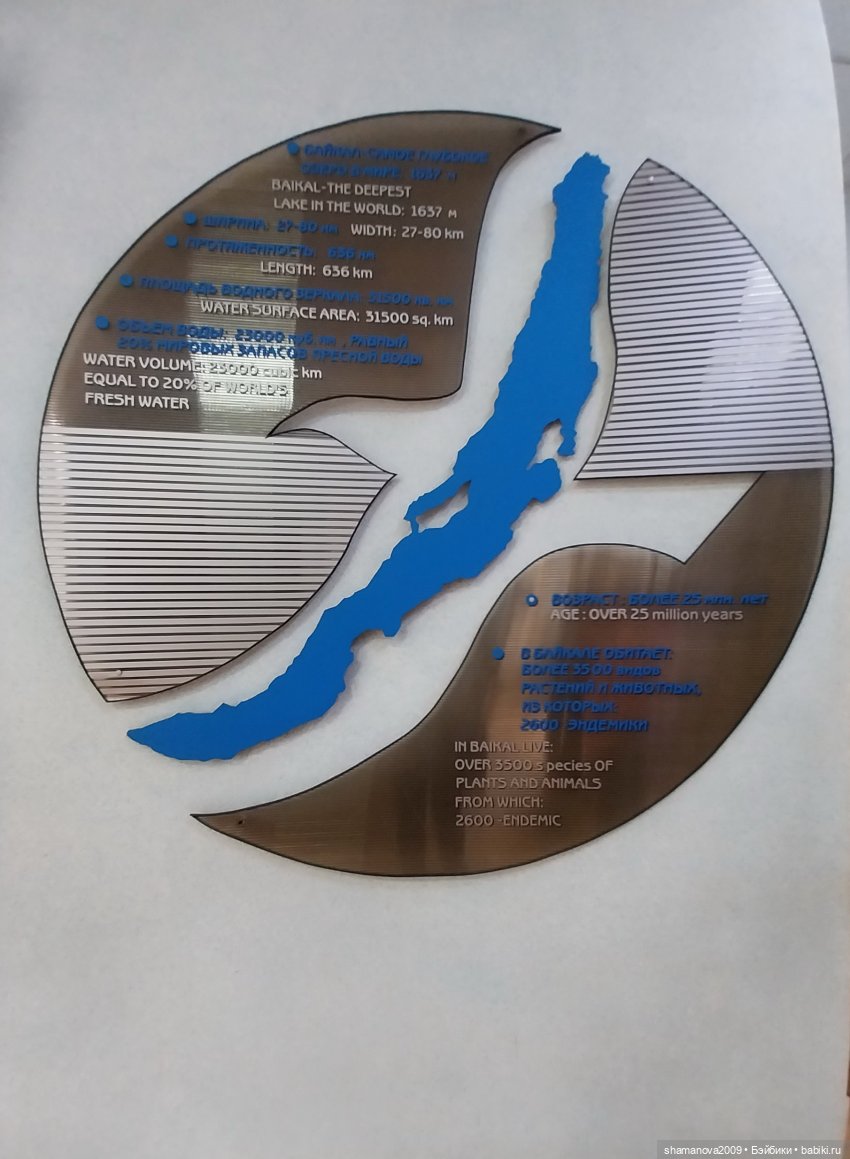 БАЙКАЛ-САМОЕ ГЛУБОКОЕ
ОЗЕРО В МИРЕ: 1637 м
BAIKAL-THE DEEPEST
LAKE IN THE WORLD: 1637 м
ШИРИНА: 27-80 км WIDTH: 27-80 km
ПРОТЯЖЕННОСТЬ: 636 км
LENGTH: 636 km
ПЛОЩАДЬ ВОДНОГО ЗЕРКАЛА: 31500 кв. км
WATER SURFACE AREA: 31500 sq. km
ОБЪЕМ ВОДЫ: 23000 куб. км , РАВНЫЙ
20% МИРОВЫХ ЗАПАСОВ ПРЕСНОЙ ВОДЫ
WATER VOLUME: 23000 cubic km
EQUAL TO 20% OF WORLD'S
FRESH WATER
ВОЗРАСТ : БОЛЕЕ 25 млн. лет
AGE : OVER 25 million years
В БАЙКАЛЕ ОБИТАЕТ:
БОЛЕЕ 3500 видов
РАСТЕНИЙ И ЖИВОТНЫХ,
ИЗ КОТОРЫХ:
2600 -ЭНДЕМИКИ
IN BAIKAL LIVE:
OVER 3500 s pecies OF
PLANTS AND ANIMALS
FROM WHICH:
2600 -ENDEMIC
shamanova2009 • Бэйбики • babiki.ru